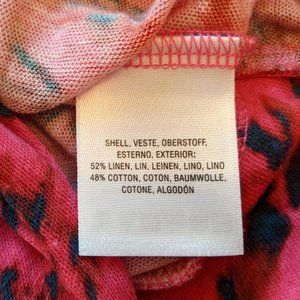 SHELL, VESTE, OBERSTOFF,
ESTERNO, EXTERIOR:
52% LINEN, LIN, LEINEN, LINO, LINO
48% COTTON, COTON, BAUMWOLLE,
COTONE, ALGODÓN